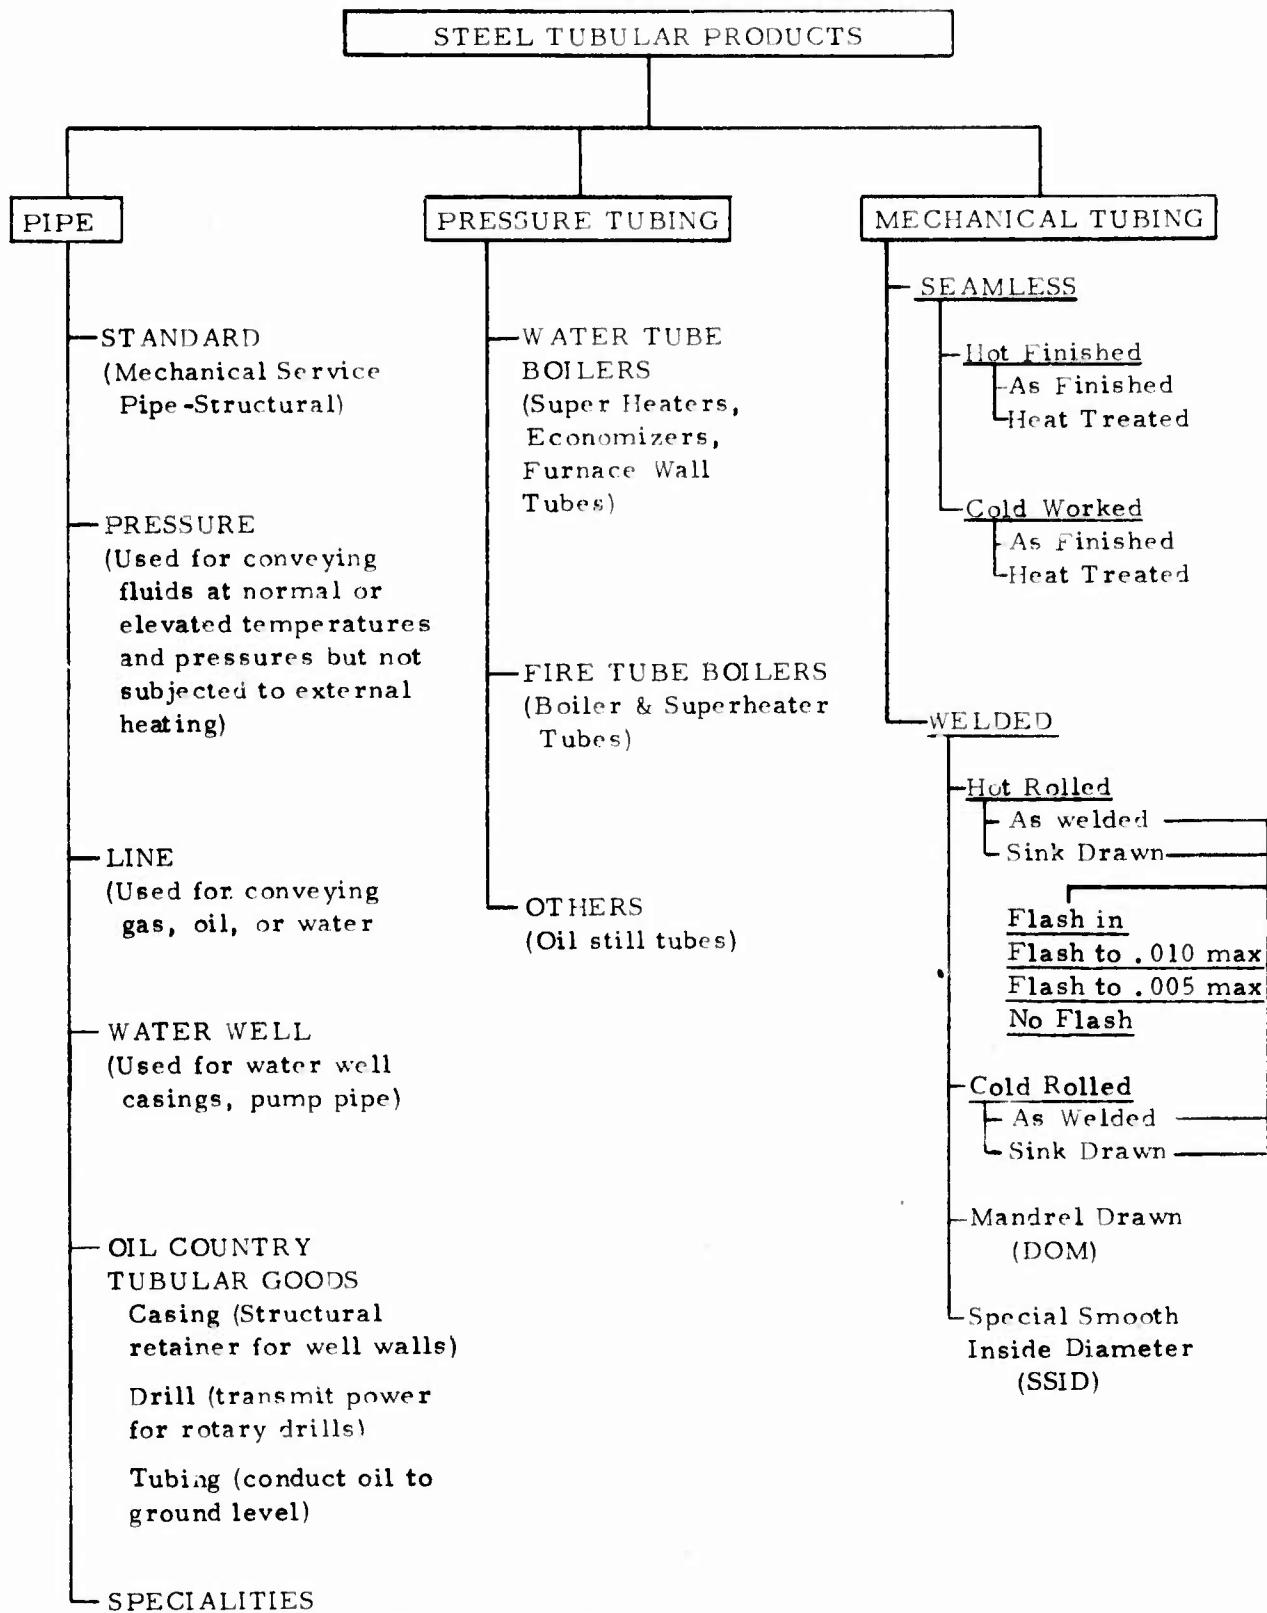 STEEL TUBULAR PRODUCTS
PIPE
STANDARD
(Mechanical Service
Pipe-Structural)
PRESSURE
(Used for conveying
fluids at normal or
elevated temperatures
and pressures but not
subjected to external
heating)
LINE
(Used for conveying
gas, oil, or water
WATER WELL
(Used for water well
casings, pump pipe)
OIL COUNTRY
TUBULAR GOODS
Casing (Structural
retainer for well walls)
Drill (transmit power
for rotary drills)
Tubing (conduct oil to
ground level)
SPECIALITIES
PRESSURE TUBING
WATER TUBE
BOILERS
(Super Heaters,
Economizers,
Furnace Wall
Tubes)
FIRE TUBE BOILERS
(Boiler & Superheater
Tubes)
OTHERS
(Oil still tubes)
MECHANICAL TUBING
SEAMLESS
Hot Finished
As Finished
Heat Treated
Cold Worked
As Finished
Heat Treated
WELDED
Hot Rolled
As welded
Sink Drawn
Flash in
Flash to .010 max
Flash to .005 max
No Flash
Cold Rolled
As Welded
Sink Drawn
Mandrel Drawn
(DOM)
Special Smooth
Inside Diameter
(SSID)